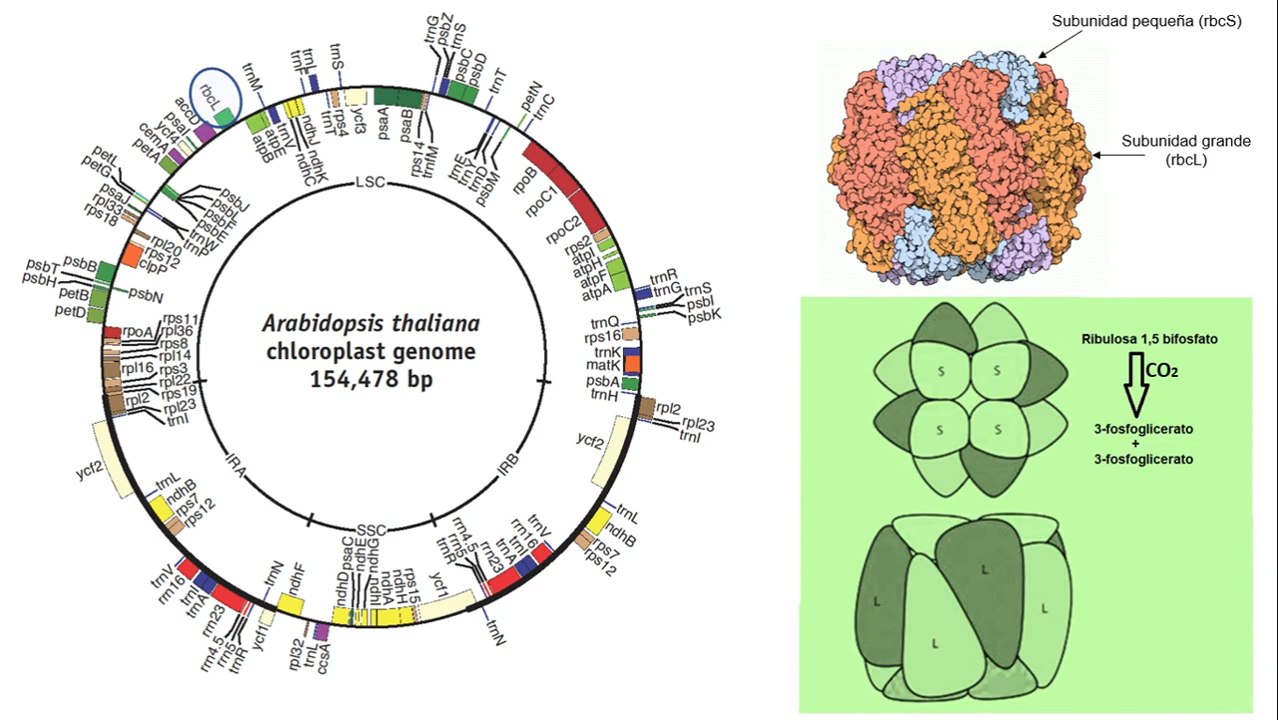 trnG
psbZ
trnS
psbC
psbD
trnT
petN
trnC
trnS
trnL
trnF
trnM
rbcL
accD
psaI
ycf4
cemA
petA
petL
petG
psaJ
rpl33
rps18
rpl20
rps12
clpP
psbB
psbT
psbH
petB
petD
psbN
psbJ
psbL
psbF
psbE
trnW
trnP
atpB
atpE
trnV
ndhC
ndhK
ndhJ
trnT
rps4
ycf3
psaA
psaB
rps14
trnfM
trnE
trnY
trnD
psbM
rpoB
rpoC1
rpoC2
rps2
atpI
atpH
atpF
atpA
trnR
trnG
trnS
psbI
psbK
trnQ
rps16
trnK
matK
psbA
trnH
rpl2
rpl23
trnI
ycf2
trnL
ndhB
rps7
rps12
trnV
rrn16
trnI
trnA
rrn23
rrn4.5
rrn5
trnR
trnN
ycf1
rps15
ndhH
ndhA
ndhI
ndhG
ndhE
psaC
ndhD
ccsA
trnL
rpl32
ndhF
trnN
ycf1
trnR
rrn5
rrn4.5
rrn23
trnA
trnI
rrn16
trnV
rps12
rps7
ndhB
trnL
ycf2
trnI
rpl23
rpl2
rps19
rpl22
rps3
rpl16
rpl14
rps8
rpl36
rps11
rpoA
LSC
IRA
IRB
SSC
Arabidopsis thaliana
chloroplast genome
154,478 bp
Subunidad pequeña (rbcS)
Subunidad grande
(rbcL)
S
S
S
S
Ribulosa 1,5 bifosfato
CO₂
3-fosfoglicerato
+
3-fosfoglicerato
L
L
L
L